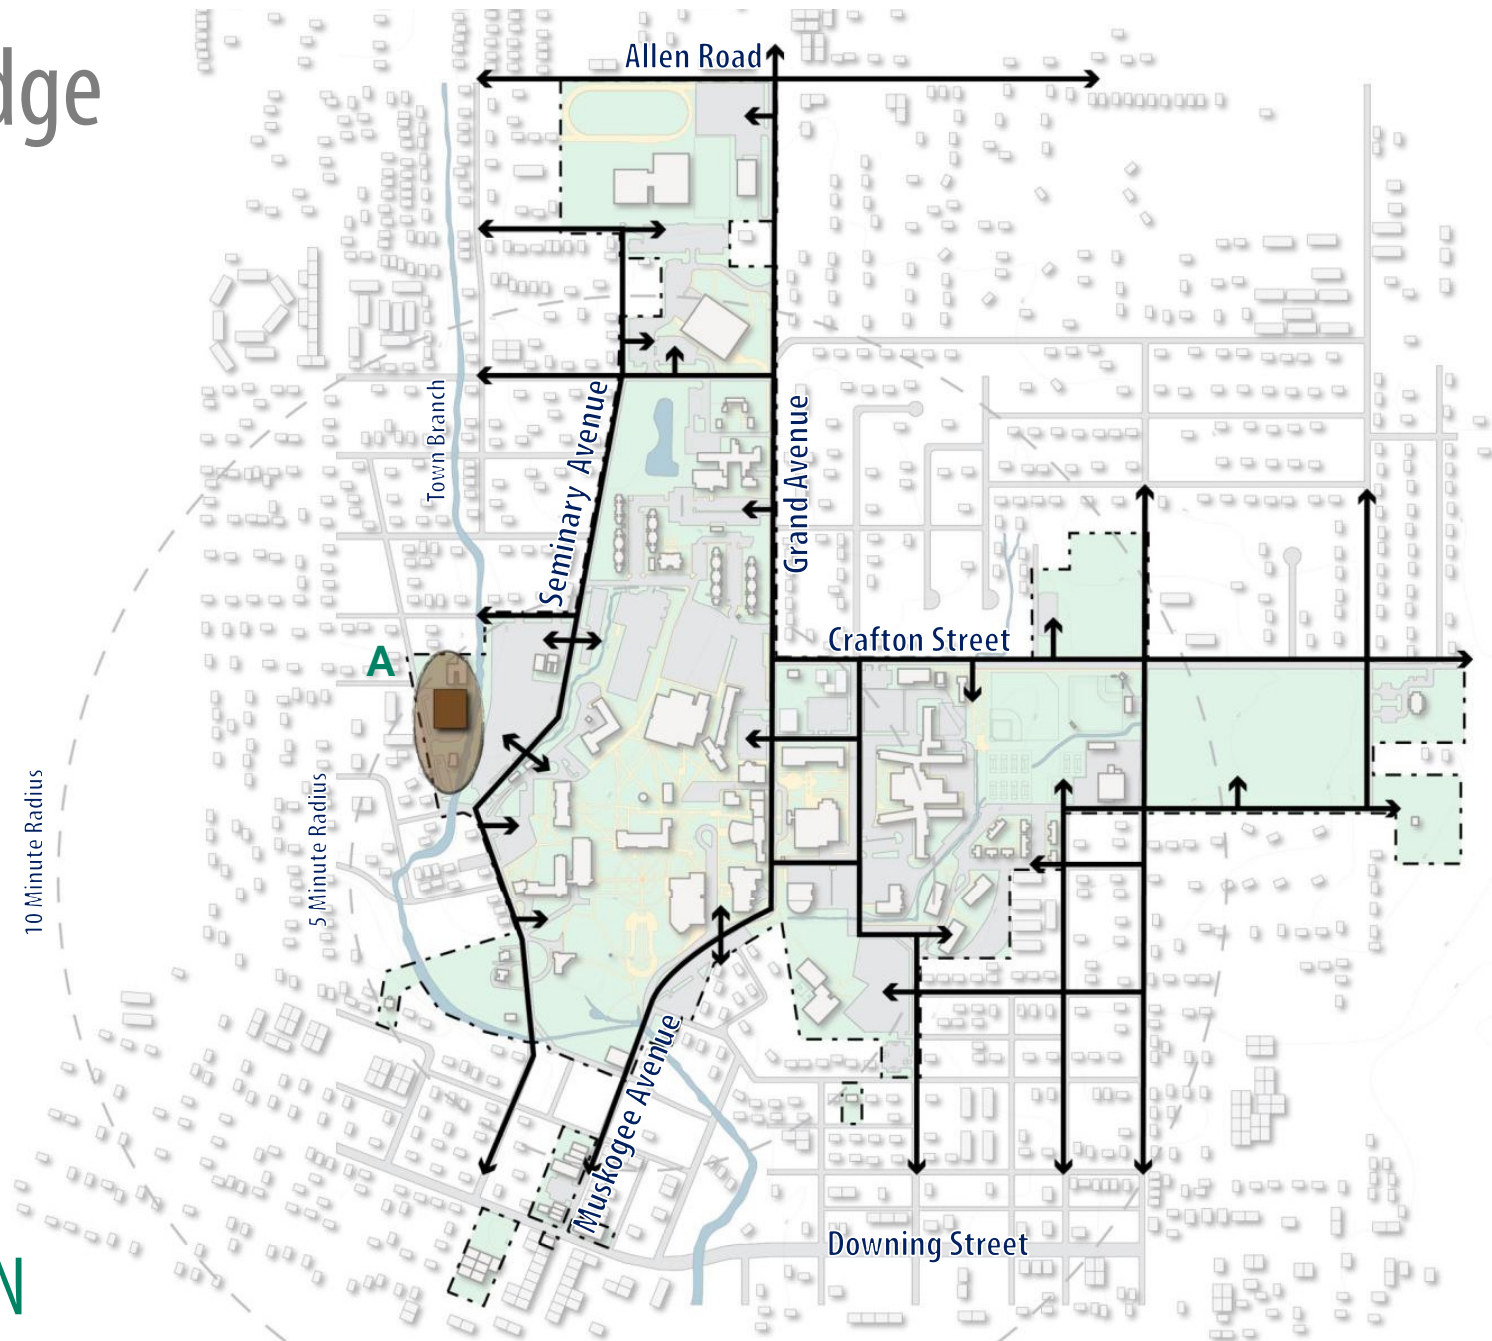 dge
Allen Road
Town Branch
Seminary Avenue
Grand Avenue
Crafton Street
A
10 Minute Radius
5 Minute Radius
Muskogee Avenue
Downing Street
N